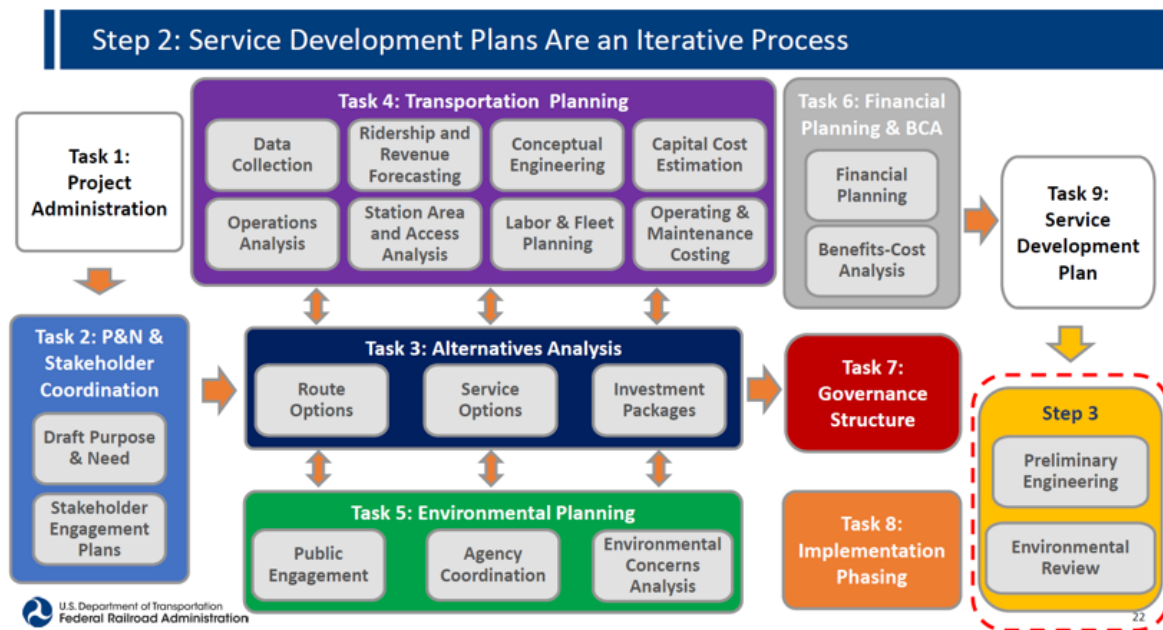 Step 2: Service Development Plans Are an Iterative Process
Task 1:
Project
Administration
Task 2: P&N &
Stakeholder
Coordination
Draft Purpose
& Need
Stakeholder
Engagement
Plans
Task 4: Transportation Planning
Data
Collection
Ridership and
Revenue
Forecasting
Conceptual
Engineering
Capital Cost
Estimation
Operations
Analysis
Station Area
and Access
Analysis
Labor & Fleet
Planning
Operating &
Maintenance
Costing
Task 3: Alternatives Analysis
Route
Options
Service
Options
Investment
Packages
Task 5: Environmental Planning
Public
Engagement
Agency
Coordination
Environmental
Concerns
Analysis
Task 6: Financial
Planning & BCA
Financial
Planning
Benefits-Cost
Analysis
Task 7:
Governance
Structure
Task 8:
Implementation
Phasing
Task 9:
Service
Development
Plan
Step 3
Preliminary
Engineering
Environmental
Review
U.S. Department of Transportation
Federal Railroad Administration
22